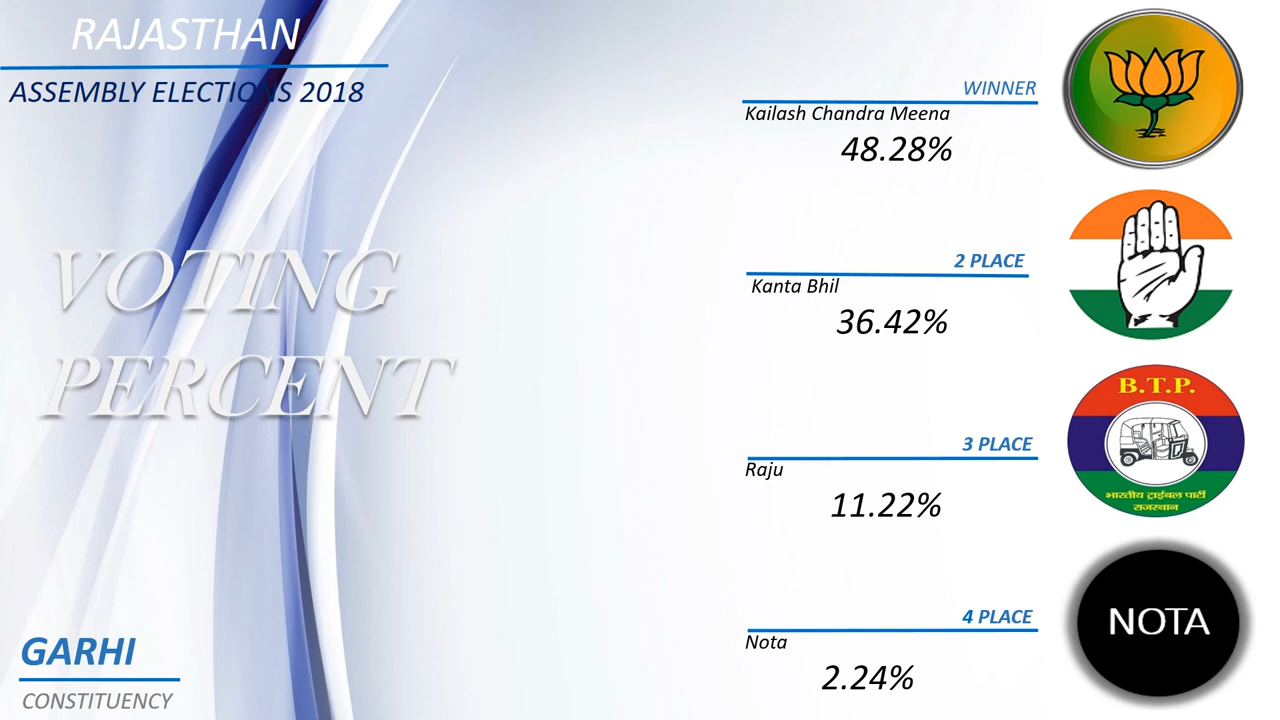 RAJASTHAN
ASSEMBLY ELECTIONS 2018
VOTING
PERCENT
GARHI
CONSTITUENCY
WINNER
Kailash Chandra Meena
48.28%
2 PLACE
Kanta Bhil
36.42%
3 PLACE
Raju
11.22%
B.T.P.
भारतीय ट्राईबल पार्टी
राजस्थान
4 PLACE
Nota
2.24%
NOTA